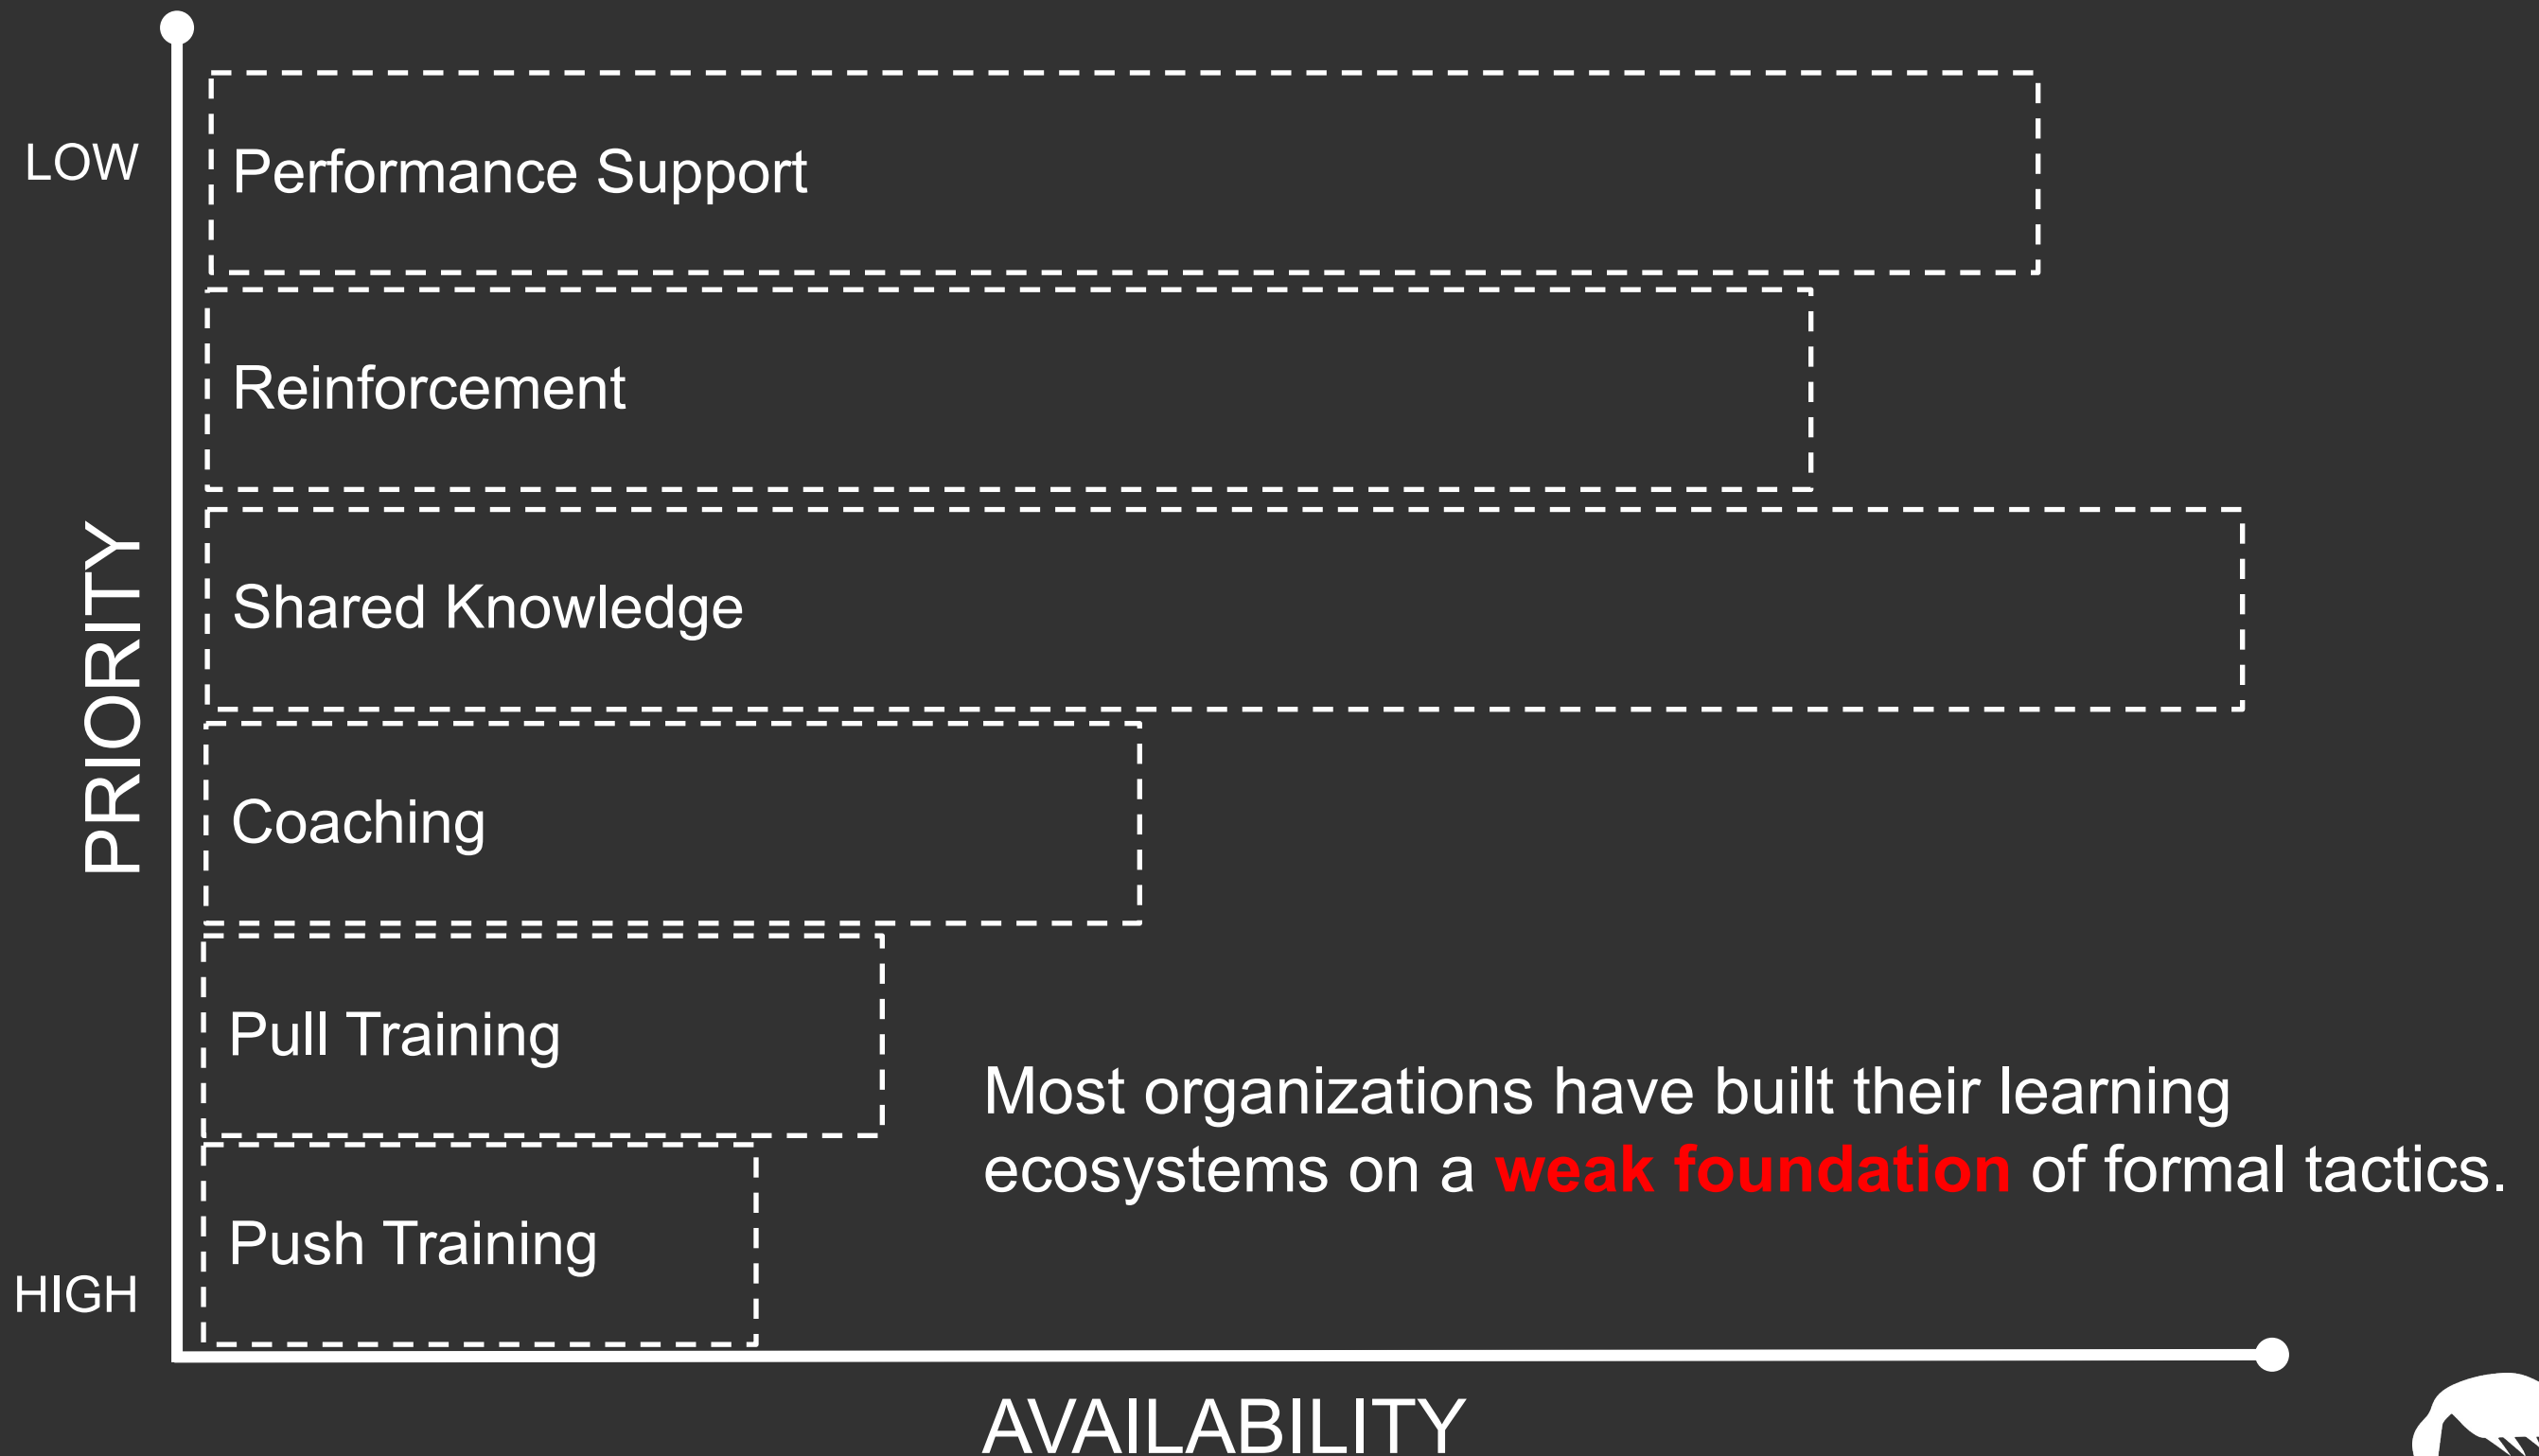 LOW
Performance Support
Reinforcement
PRIORITY
Shared Knowledge
Coaching
Pull Training
Most organizations have built their learning
ecosystems on a weak foundation of formal tactics.
Push Training
HIGH
AVAILABILITY